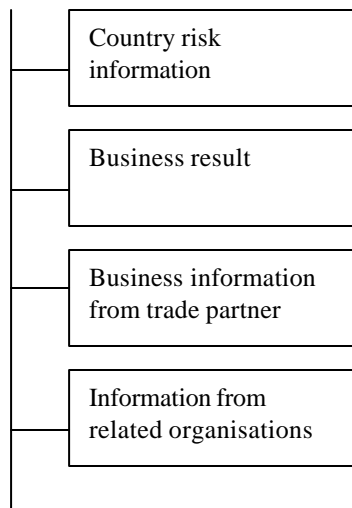 Country risk
information
Business result
Business information
from trade partner
Information from
related organisations